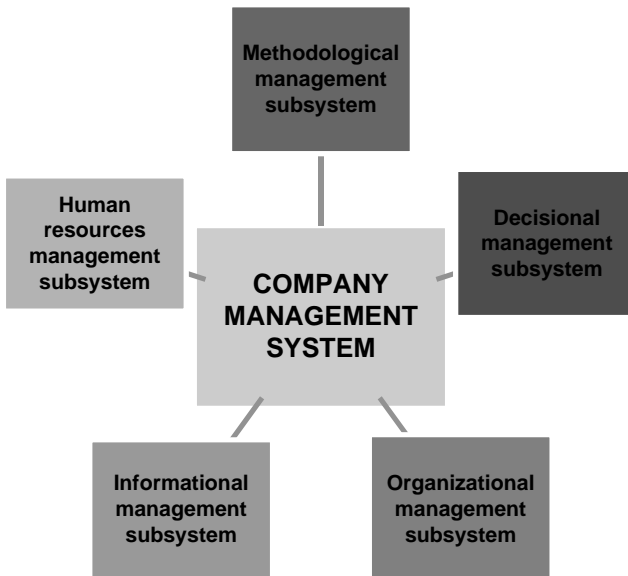 Methodological
management
subsystem
Human
resources
management
subsystem
Decisional
management
subsystem
COMPANY
MANAGEMENT
SYSTEM
Informational
management
subsystem
Organizational
management
subsystem